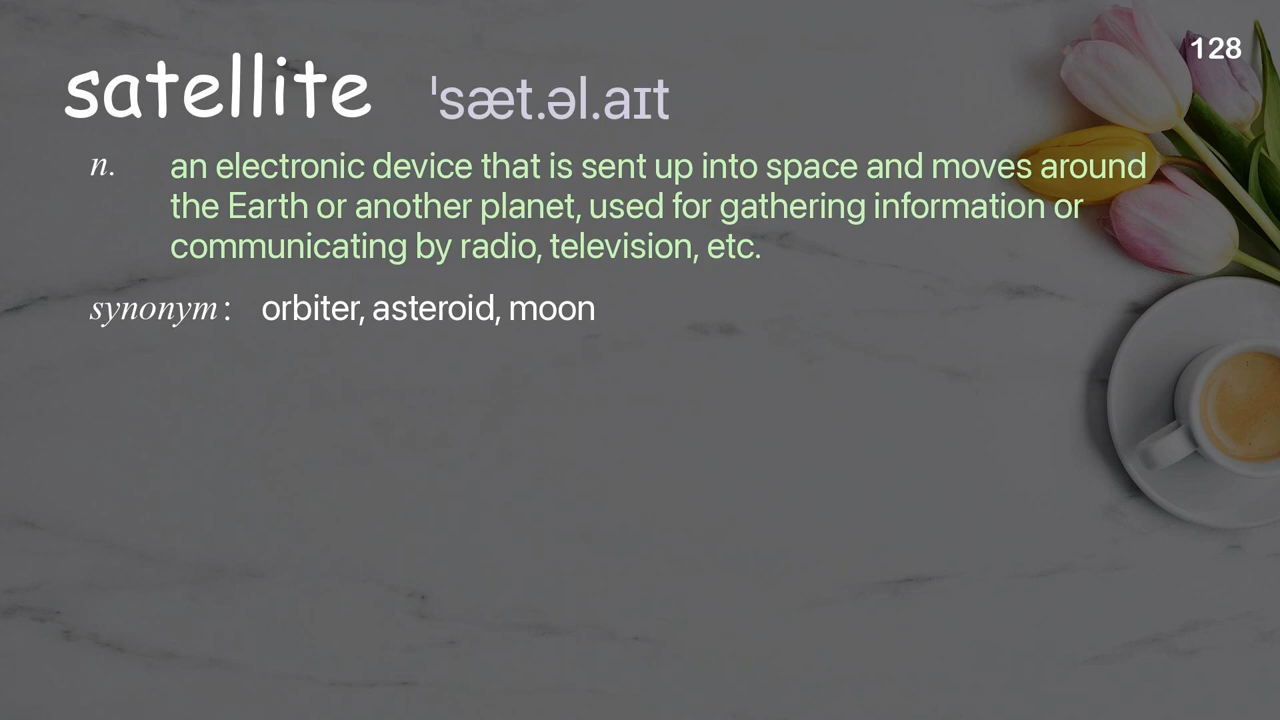 128
satellite ˈsæt.əl.aɪt
n. an electronic device that is sent up into space and moves around
the Earth or another planet, used for gathering information or
communicating by radio, television, etc.
synonym: orbiter, asteroid, moon